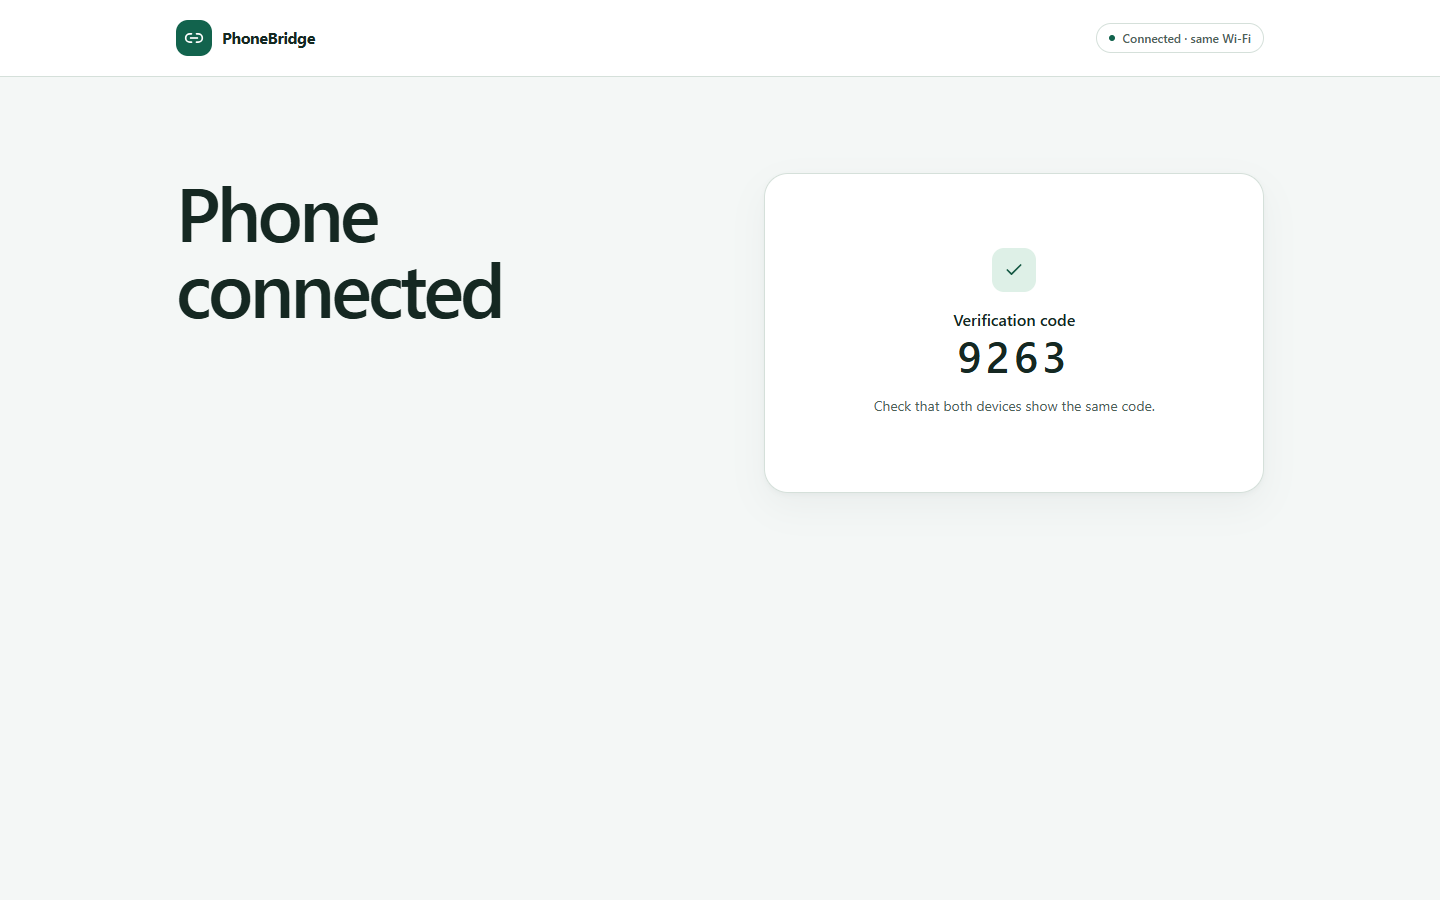 PhoneBridge
Connected · same Wi-Fi
Phone
connected
Verification code
9263
Check that both devices show the same code.